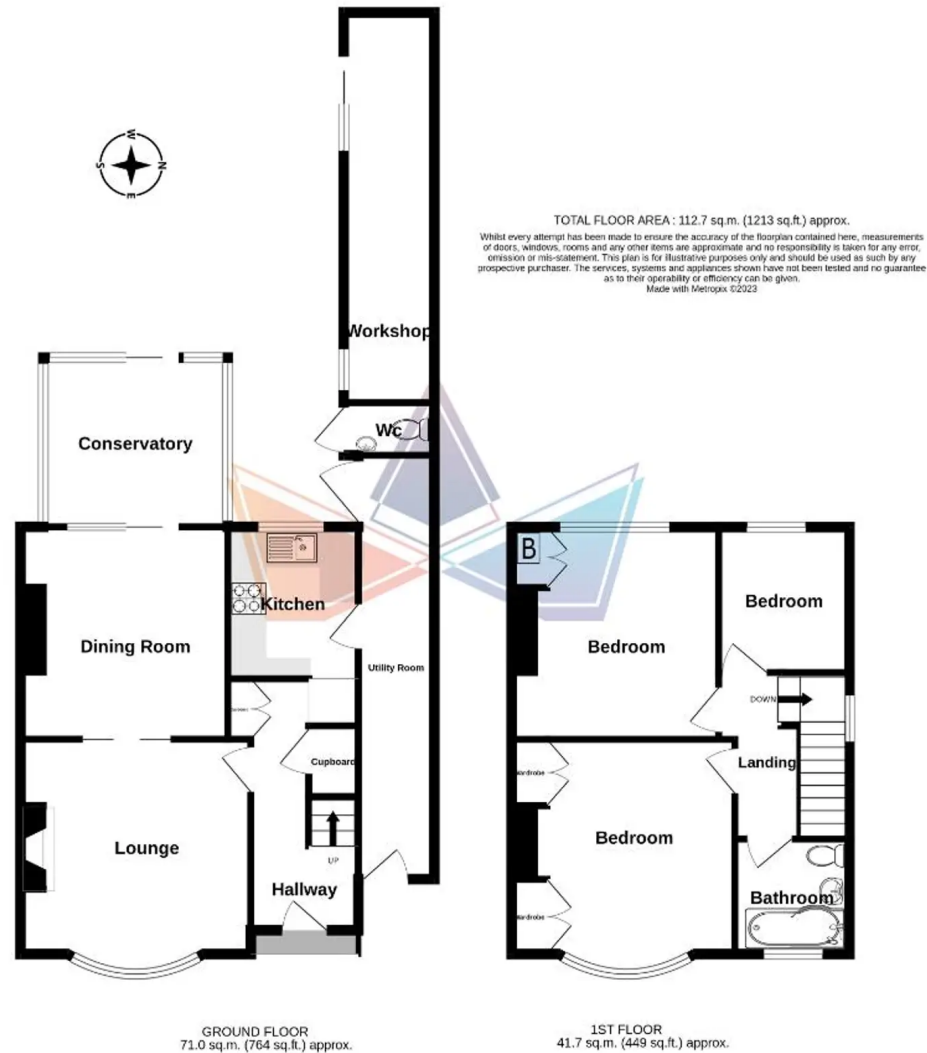 W
S
N
E
TOTAL FLOOR AREA : 112.7 sq.m. (1213 sq.ft.) approx.
Whilst every attempt has been made to ensure the accuracy of the floorplan contained here, measurements
of doors, windows, rooms and any other items are approximate and no responsibility is taken for any error,
omission or mis-statement. This plan is for illustrative purposes only and should be used as such by any
prospective purchaser. The services, systems and appliances shown have not been tested and no guarantee
as to their operability or efficiency can be given.
Made with Metropix ©2023
Workshop
Wc
Conservatory
Kitchen
Dining Room
Utility Room
Cupboard
Lounge
UP
Hallway
B
Bedroom
Bedroom
DOWN
Landing
Wardrobe
Bedroom
Bathroom
Wardrobe
GROUND FLOOR
71.0 sq.m. (764 sq.ft.) approx.
1ST FLOOR
41.7 sq.m. (449 sq.ft.) approx.